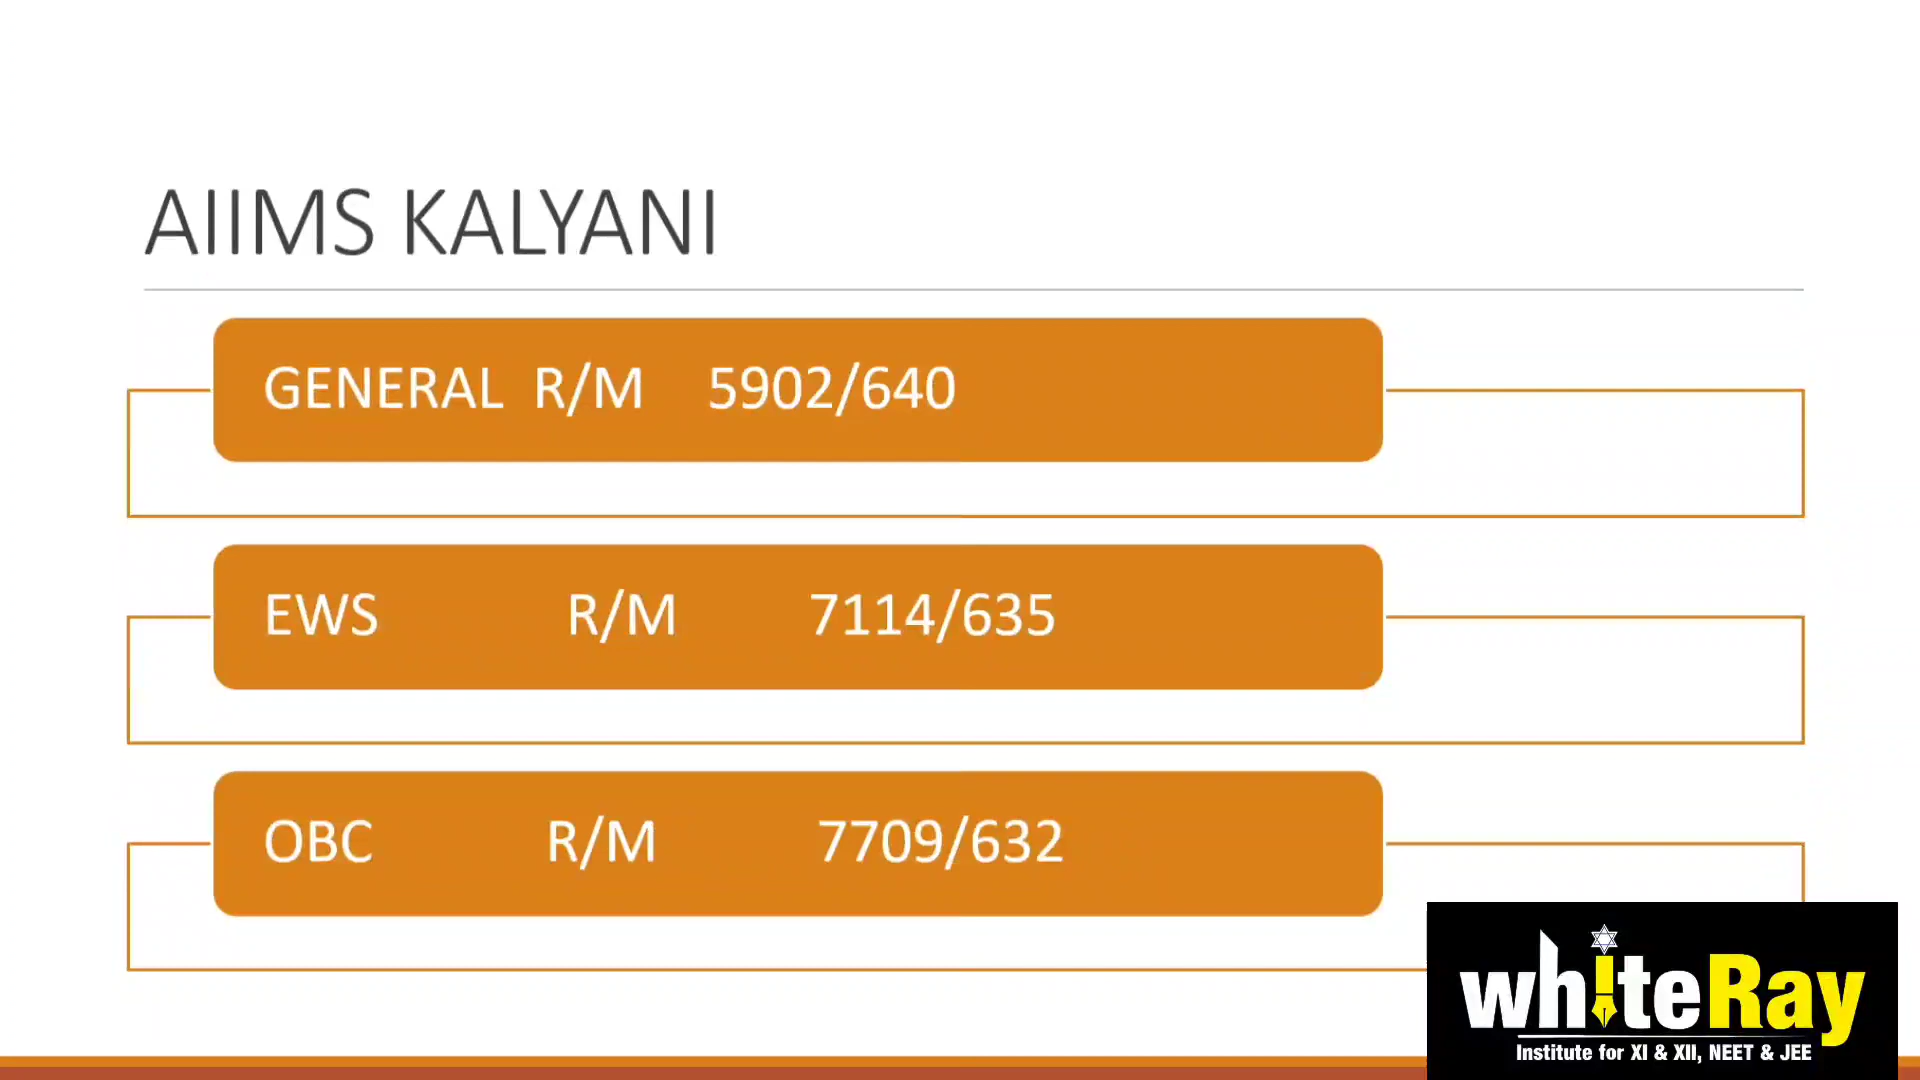 AIIMS KALYANI
GENERAL R/M 5902/640
EWS R/M 7114/635
OBC R/M 7709/632
whiteRay
Institute for XI & XII, NEET & JEE